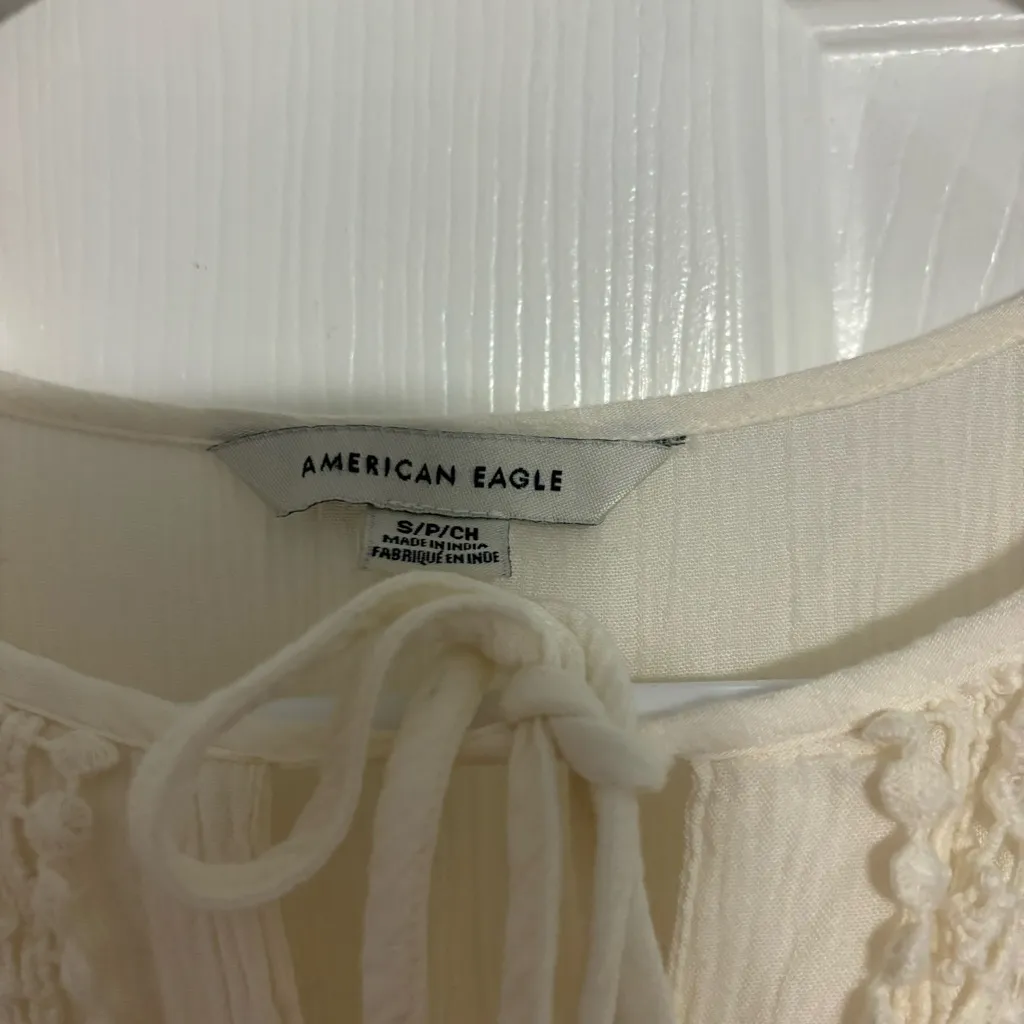 AMERICAN EAGLE
S/P/CH
MADE IN INDIA
FABRIQUÉ EN INDE